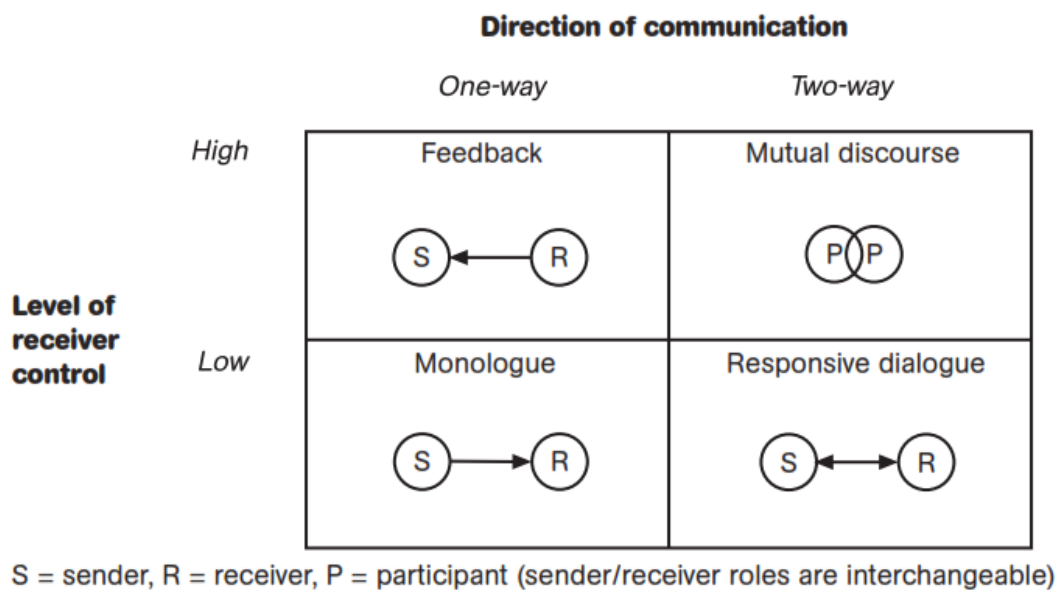 Direction of communication
One-way Two-way
High Feedback Mutual discourse
S R PP
Level of
receiver
control
Low Monologue Responsive dialogue
S R S R
S = sender, R = receiver, P = participant (sender/receiver roles are interchangeable)